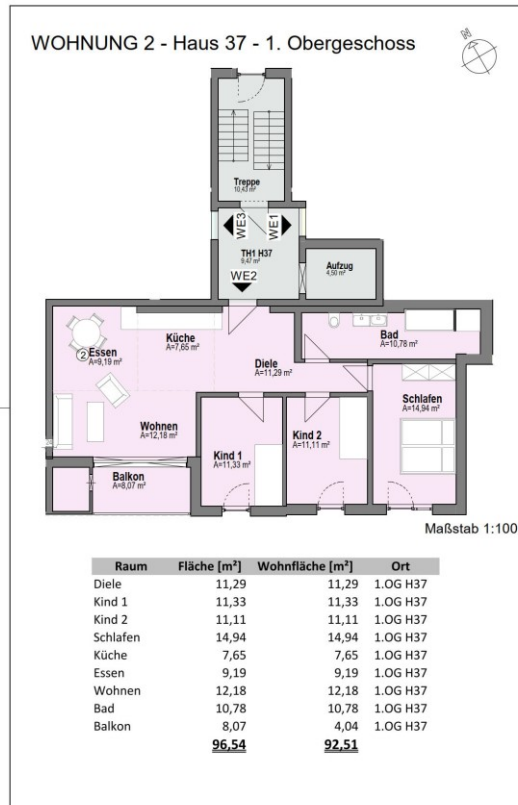 WOHNUNG 2 - Haus 37 - 1. Obergeschoss
N
Treppe
10,43 m²
WE3
WE1
TH1 H37
9,47 m²
WE2
Aufzug
4,50 m²
Küche
A=7,65 m²
Essen
A=9,19 m²
2
Bad
A=10,78 m²
Diele
A=11,29 m²
Schlafen
A=14,94 m²
Wohnen
A=12,18 m²
Kind 1
A=11,33 m²
Kind 2
A=11,11 m²
Balkon
A=8,07 m²
Maßstab 1:100
Raum Fläche [m²] Wohnfläche [m²] Ort
Diele 11,29 11,29 1.OG H37
Kind 1 11,33 11,33 1.OG H37
Kind 2 11,11 11,11 1.OG H37
Schlafen 14,94 14,94 1.OG H37
Küche 7,65 7,65 1.OG H37
Essen 9,19 9,19 1.OG H37
Wohnen 12,18 12,18 1.OG H37
Bad 10,78 10,78 1.OG H37
Balkon 8,07 4,04 1.OG H37
96,54 92,51